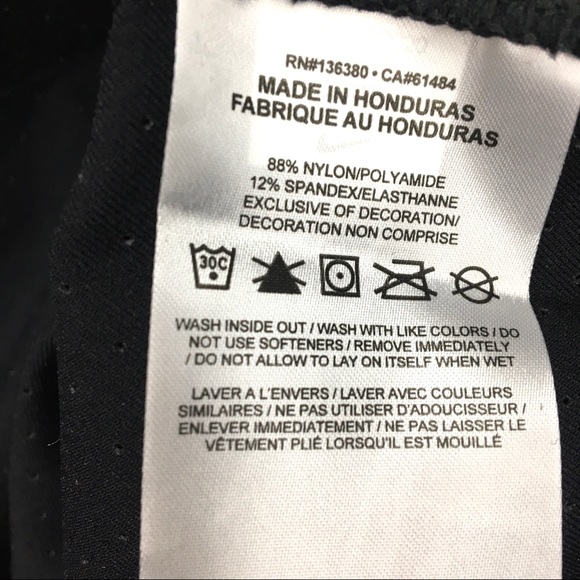 RN#136380 • CA#61484
MADE IN HONDURAS
FABRIQUE AU HONDURAS
88% NYLON/POLYAMIDE
12% SPANDEX/ELASTHANNE
EXCLUSIVE OF DECORATION/
DECORATION NON COMPRISE
30C
WASH INSIDE OUT / WASH WITH LIKE COLORS / DO
NOT USE SOFTENERS / REMOVE IMMEDIATELY
/ DO NOT ALLOW TO LAY ON ITSELF WHEN WET
LAVER A L'ENVERS / LAVER AVEC COULEURS
SIMILAIRES / NE PAS UTILISER D'ADOUCISSEUR /
ENLEVER IMMEDIATEMENT / NE PAS LAISSER LE
VÊTEMENT PLIÉ LORSQU'IL EST MOUILLÉ